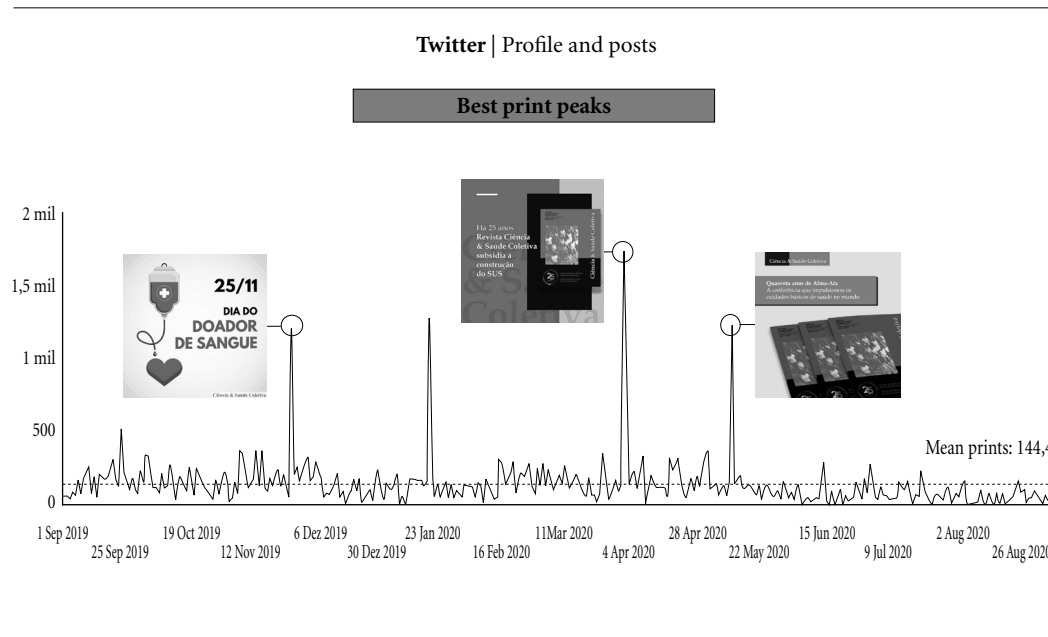 Twitter | Profile and posts
Best print peaks
2 mil
1,5 mil
1 mil
500
0
25/11
DIA DO
DOADOR
DE SANGUE
Ciência & Saúde Coletiva
Há 25 anos
Revista Ciência
& Saúde Coletiva
subsidia a
construção
do SUS
Ciência & Saúde Coletiva
25
Ciência & Saúde Coletiva
Quarenta anos de Alma-Ata
A conferência que impulsionou os
cuidados básicos de saúde no mundo
Mean prints: 144,4
1 Sep 2019
25 Sep 2019
19 Oct 2019
12 Nov 2019
6 Dez 2019
30 Dez 2019
23 Jan 2020
16 Feb 2020
11Mar 2020
4 Apr 2020
28 Apr 2020
22 May 2020
15 Jun 2020
9 Jul 2020
2 Aug 2020
26 Aug 2020